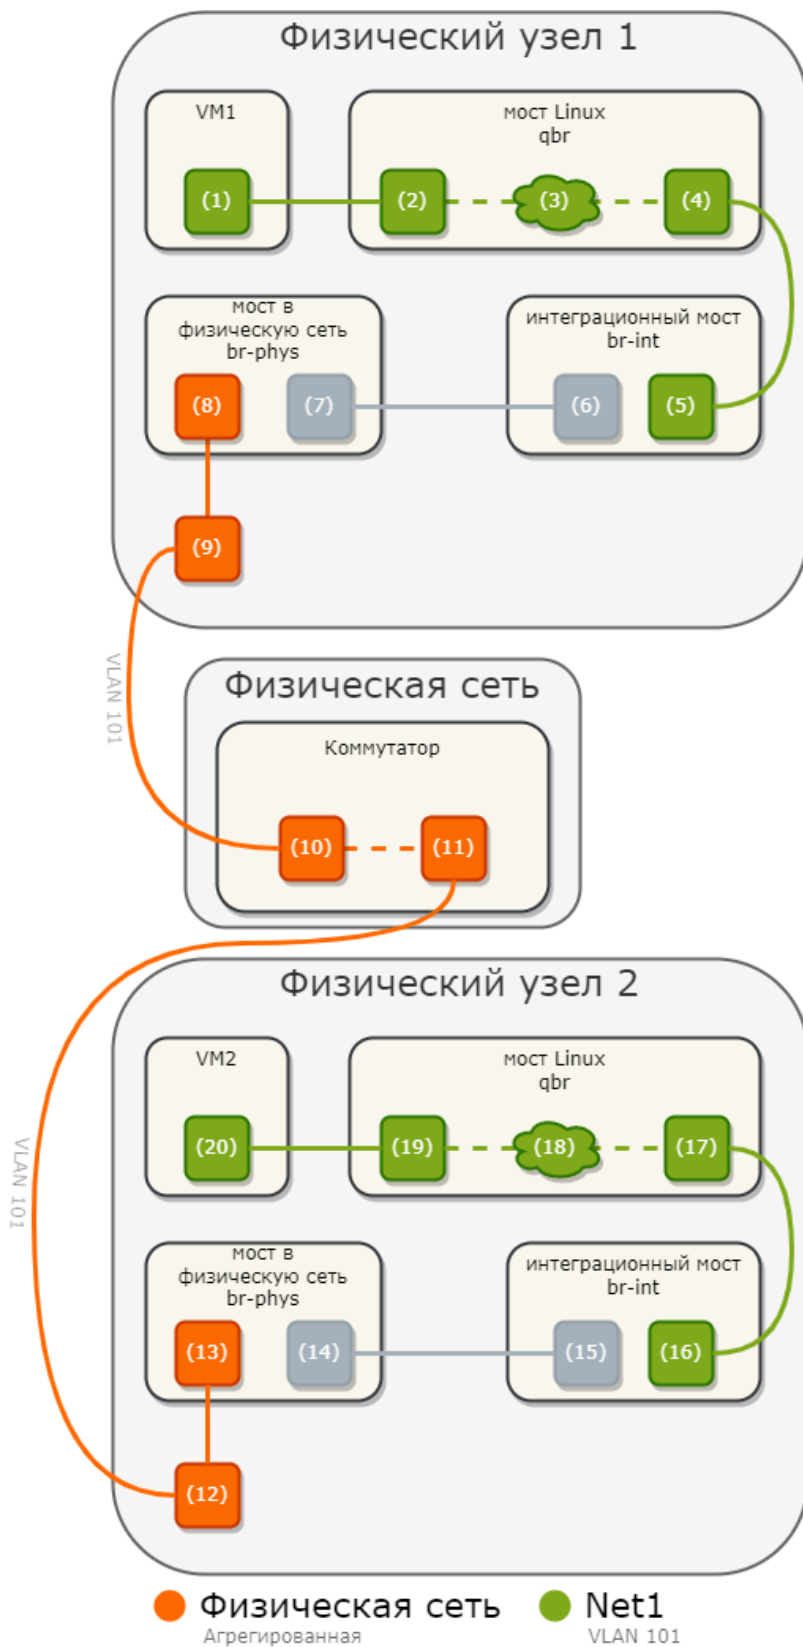 Физический узел 1
VM1
мост Linux
qbr
(1)
(2)
(3)
(4)
мост в
физическую сеть
br-phys
интеграционный мост
br-int
(8)
(7)
(6)
(5)
(9)
VLAN 101
Физическая сеть
Коммутатор
(10)
(11)
Физический узел 2
VM2
мост Linux
qbr
(20)
(19)
(18)
(17)
VLAN 101
мост в
физическую сеть
br-phys
интеграционный мост
br-int
(13)
(14)
(15)
(16)
(12)
Физическая сеть
Агрегированная
Net1
VLAN 101